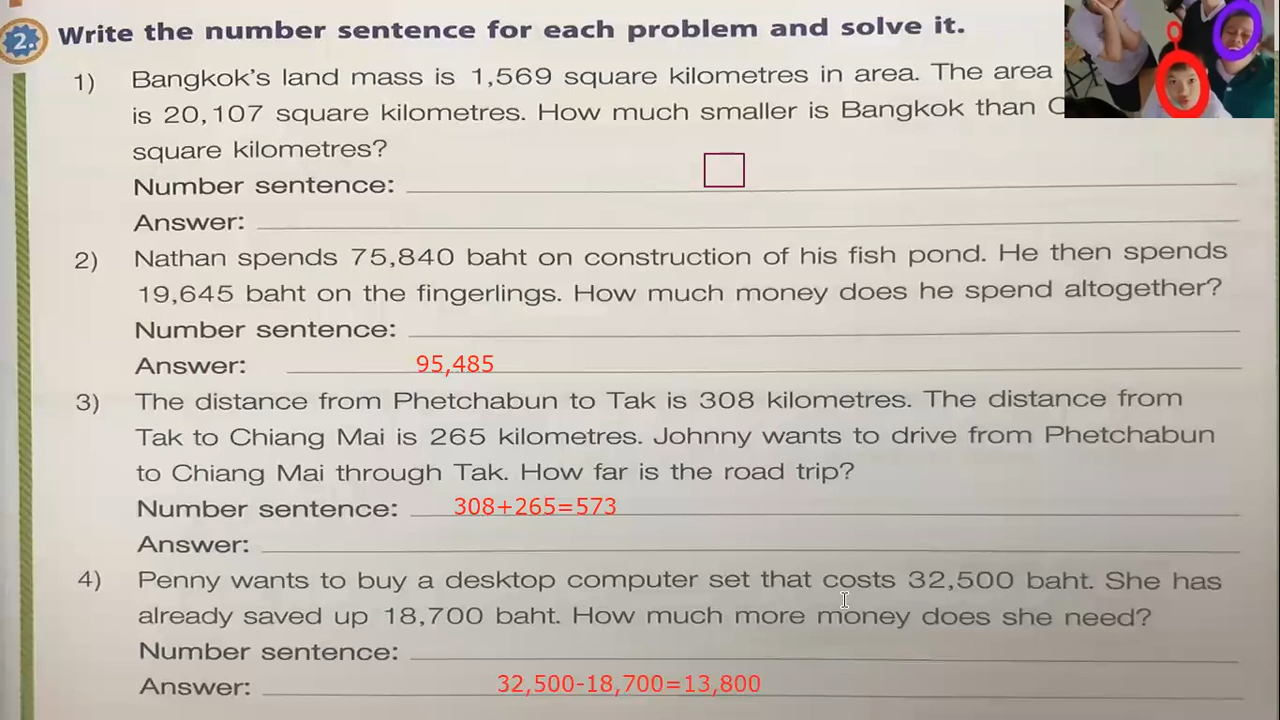 2. Write the number sentence for each problem and solve it.
1) Bangkok's land mass is 1,569 square kilometres in area. The area
is 20,107 square kilometres. How much smaller is Bangkok than
square kilometres?
Number sentence:
Answer:
2) Nathan spends 75,840 baht on construction of his fish pond. He then spends
19,645 baht on the fingerlings. How much money does he spend altogether?
Number sentence:
Answer: 95,485
3) The distance from Phetchabun to Tak is 308 kilometres. The distance from
Tak to Chiang Mai is 265 kilometres. Johnny wants to drive from Phetchabun
to Chiang Mai through Tak. How far is the road trip?
Number sentence: 308+265=573
Answer:
4) Penny wants to buy a desktop computer set that costs 32,500 baht. She has
already saved up 18,700 baht. How much more money does she need?
Number sentence:
Answer: 32,500-18,700=13,800